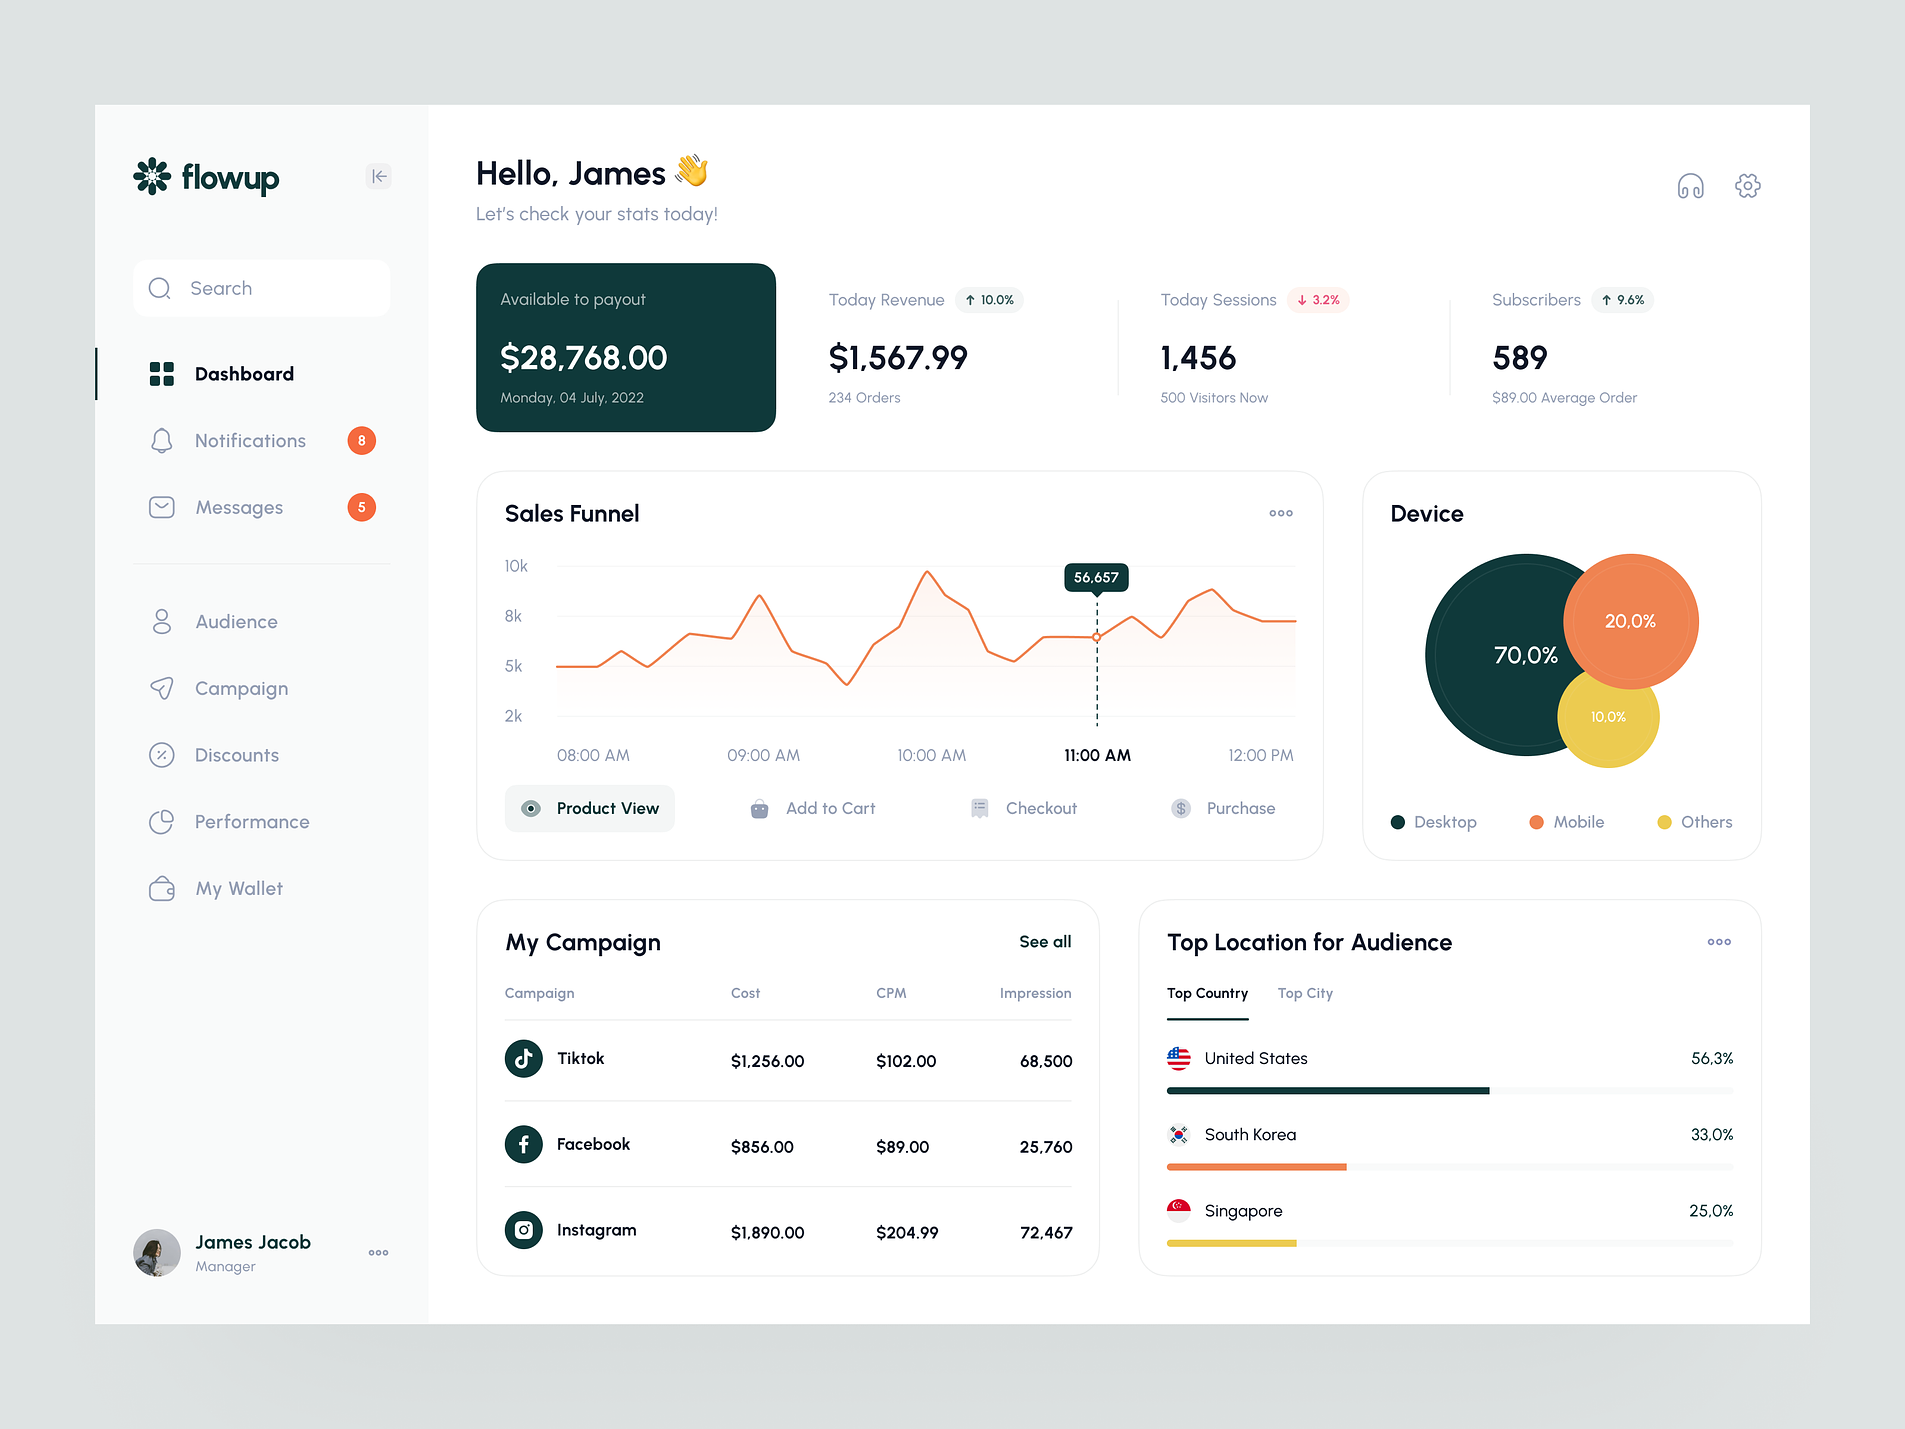 flowup
Search
Dashboard
Notifications 8
Messages 5
Audience
Campaign
Discounts
Performance
My Wallet
James Jacob
Manager
Hello, James 👋
Let's check your stats today!
Available to payout
$28,768.00
Monday, 04 July, 2022
Today Revenue ↑ 10.0%
$1,567.99
234 Orders
Today Sessions ↓ 3.2%
1,456
500 Visitors Now
Subscribers ↑ 9.6%
589
$89.00 Average Order
Sales Funnel
10k
8k
5k
2k
56,657
08:00 AM 09:00 AM 10:00 AM 11:00 AM 12:00 PM
Product View Add to Cart Checkout Purchase
Device
70,0%
20,0%
10,0%
Desktop Mobile Others
My Campaign See all
Campaign Cost CPM Impression
Tiktok $1,256.00 $102.00 68,500
Facebook $856.00 $89.00 25,760
Instagram $1,890.00 $204.99 72,467
Top Location for Audience
Top Country Top City
United States 56,3%
South Korea 33,0%
Singapore 25,0%